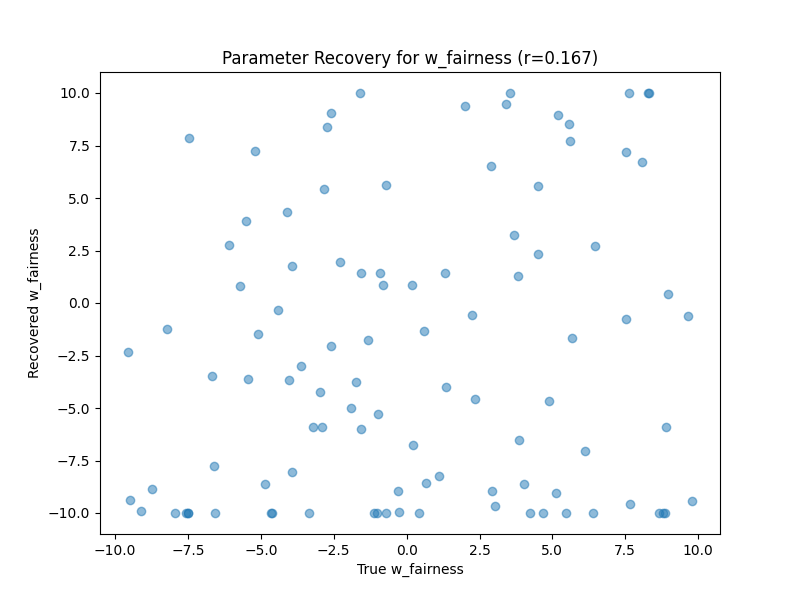 Parameter Recovery for w_fairness (r=0.167)
10.0
7.5
5.0
2.5
0.0
−2.5
−5.0
−7.5
−10.0
Recovered w_fairness
−10.0 −7.5 −5.0 −2.5 0.0 2.5 5.0 7.5 10.0
True w_fairness